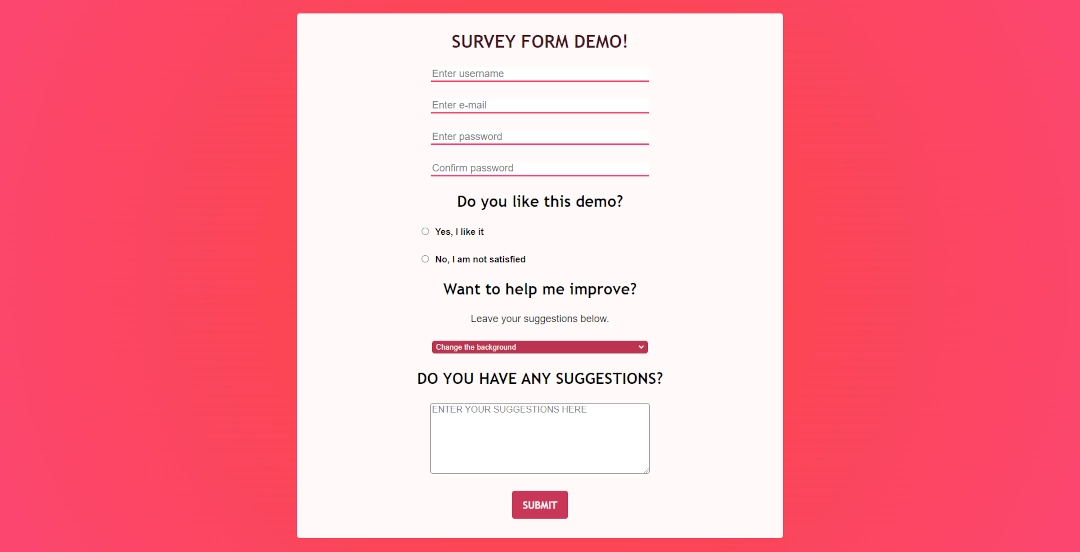 SURVEY FORM DEMO!
Enter username
Enter e-mail
Enter password
Confirm password
Do you like this demo?
Yes, I like it
No, I am not satisfied
Want to help me improve?
Leave your suggestions below.
Change the background
DO YOU HAVE ANY SUGGESTIONS?
ENTER YOUR SUGGESTIONS HERE
SUBMIT